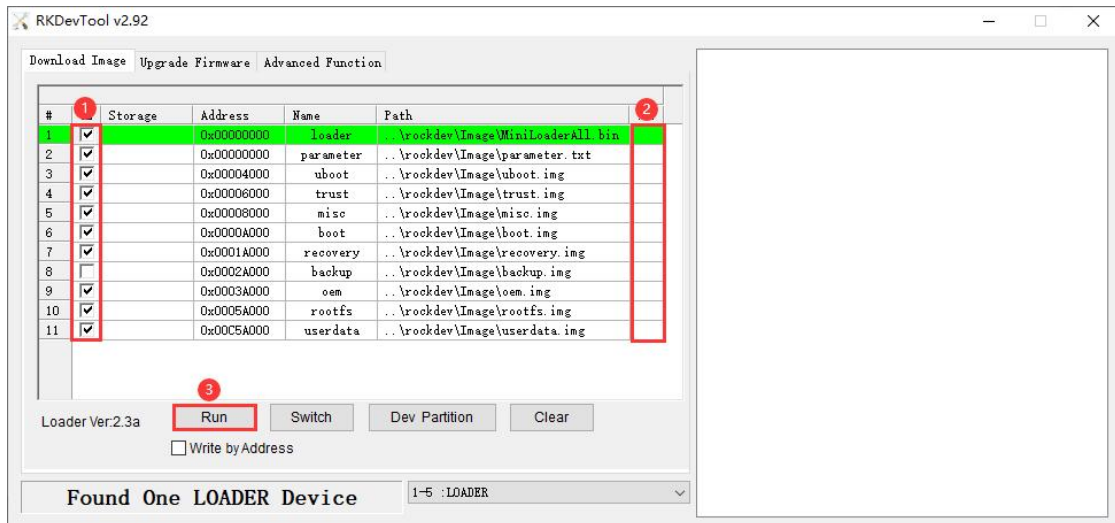 RKDevTool v2.92
Download Image Upgrade Firmware Advanced Function
# 1 Storage Address Name Path 2
1 0x00000000 loader ..\rockdev\Image\MiniLoaderAll.bin
2 0x00000000 parameter ..\rockdev\Image\parameter.txt
3 0x00004000 uboot ..\rockdev\Image\uboot.img
4 0x00006000 trust ..\rockdev\Image\trust.img
5 0x00008000 misc ..\rockdev\Image\misc.img
6 0x0000A000 boot ..\rockdev\Image\boot.img
7 0x0001A000 recovery ..\rockdev\Image\recovery.img
8 0x0002A000 backup ..\rockdev\Image\backup.img
9 0x0003A000 oem ..\rockdev\Image\oem.img
10 0x0005A000 rootfs ..\rockdev\Image\rootfs.img
11 0x00C5A000 userdata ..\rockdev\Image\userdata.img
3
Loader Ver:2.3a Run Switch Dev Partition Clear
Write by Address
Found One LOADER Device 1-5 :LOADER